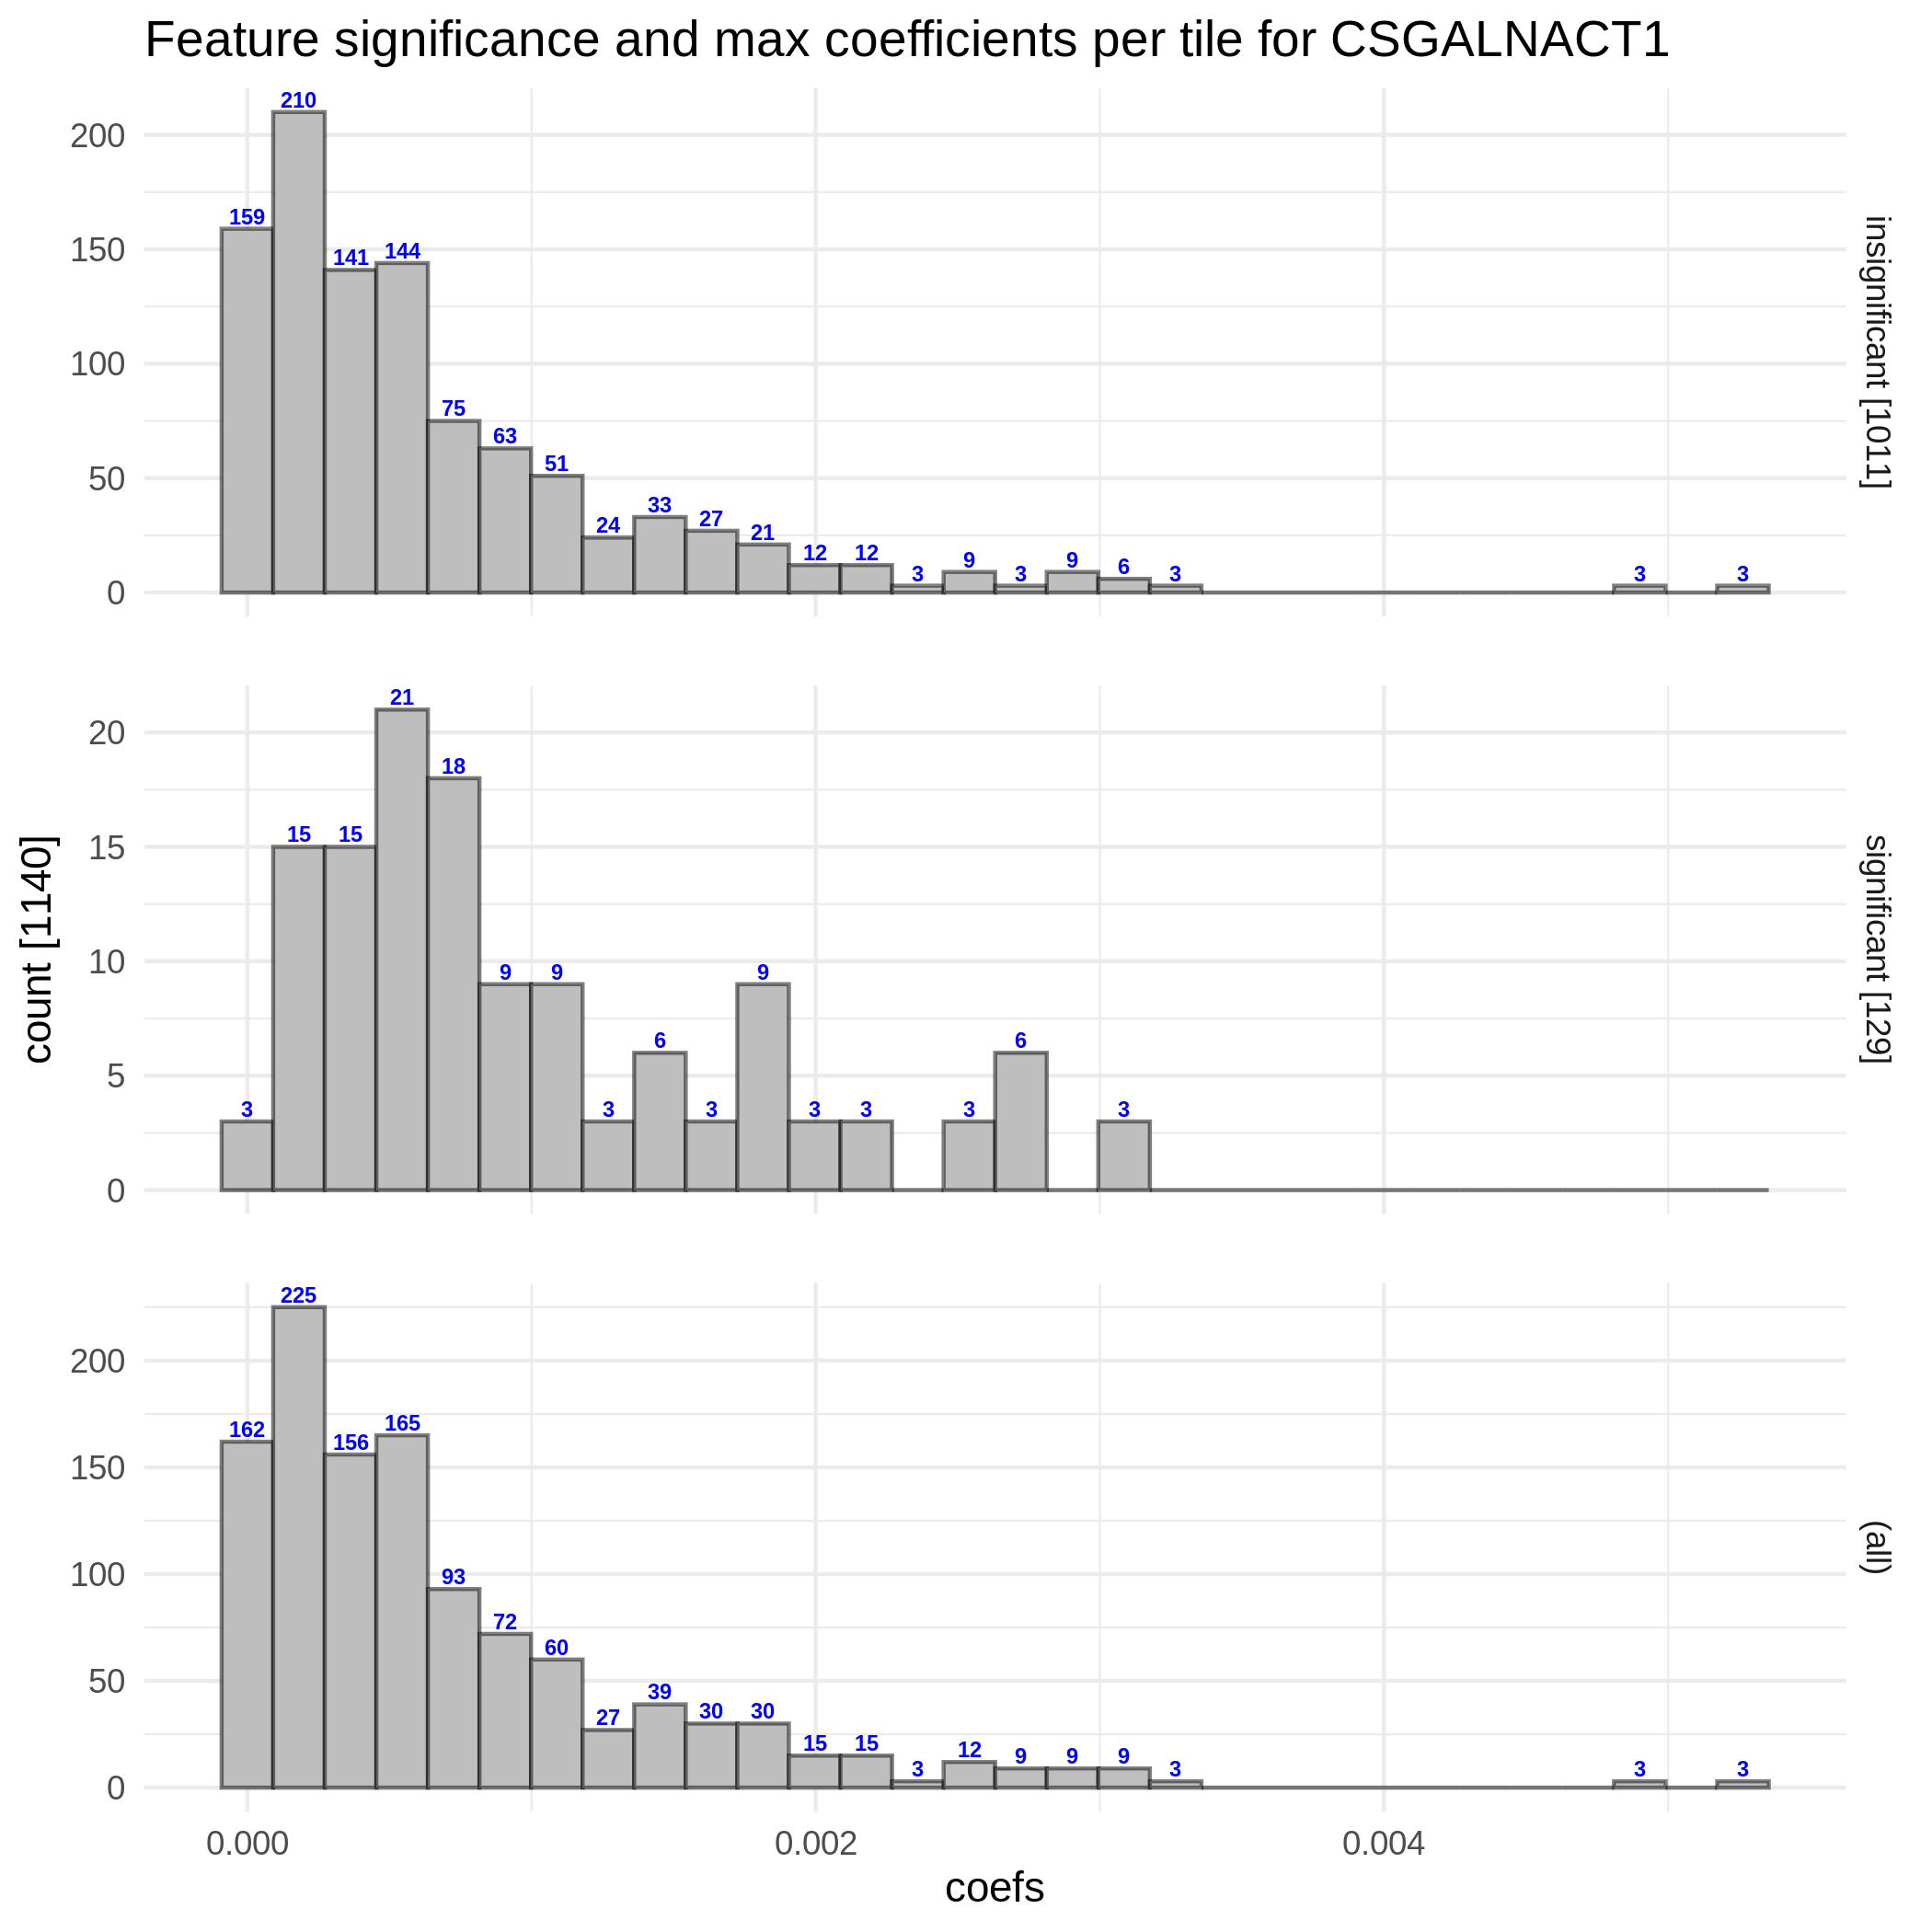 Feature significance and max coefficients per tile for CSGALNACT1
210
200
159
150
141 144
100
75
63
51
50
24 33 27 21 12 12 3 9 3 9 6 3 3 3
0
insignificant [1011]
21
20
18
15 15 15
10
9 9 9
6 6
5
3 3 3 3 3 3 3
0
significant [129]
count [1140]
225
200
162 156 165
150
100
93
72
60
50
27 39 30 30 15 15 3 12 9 9 9 3 3 3
0
(all)
0.000 0.002 0.004
coefs